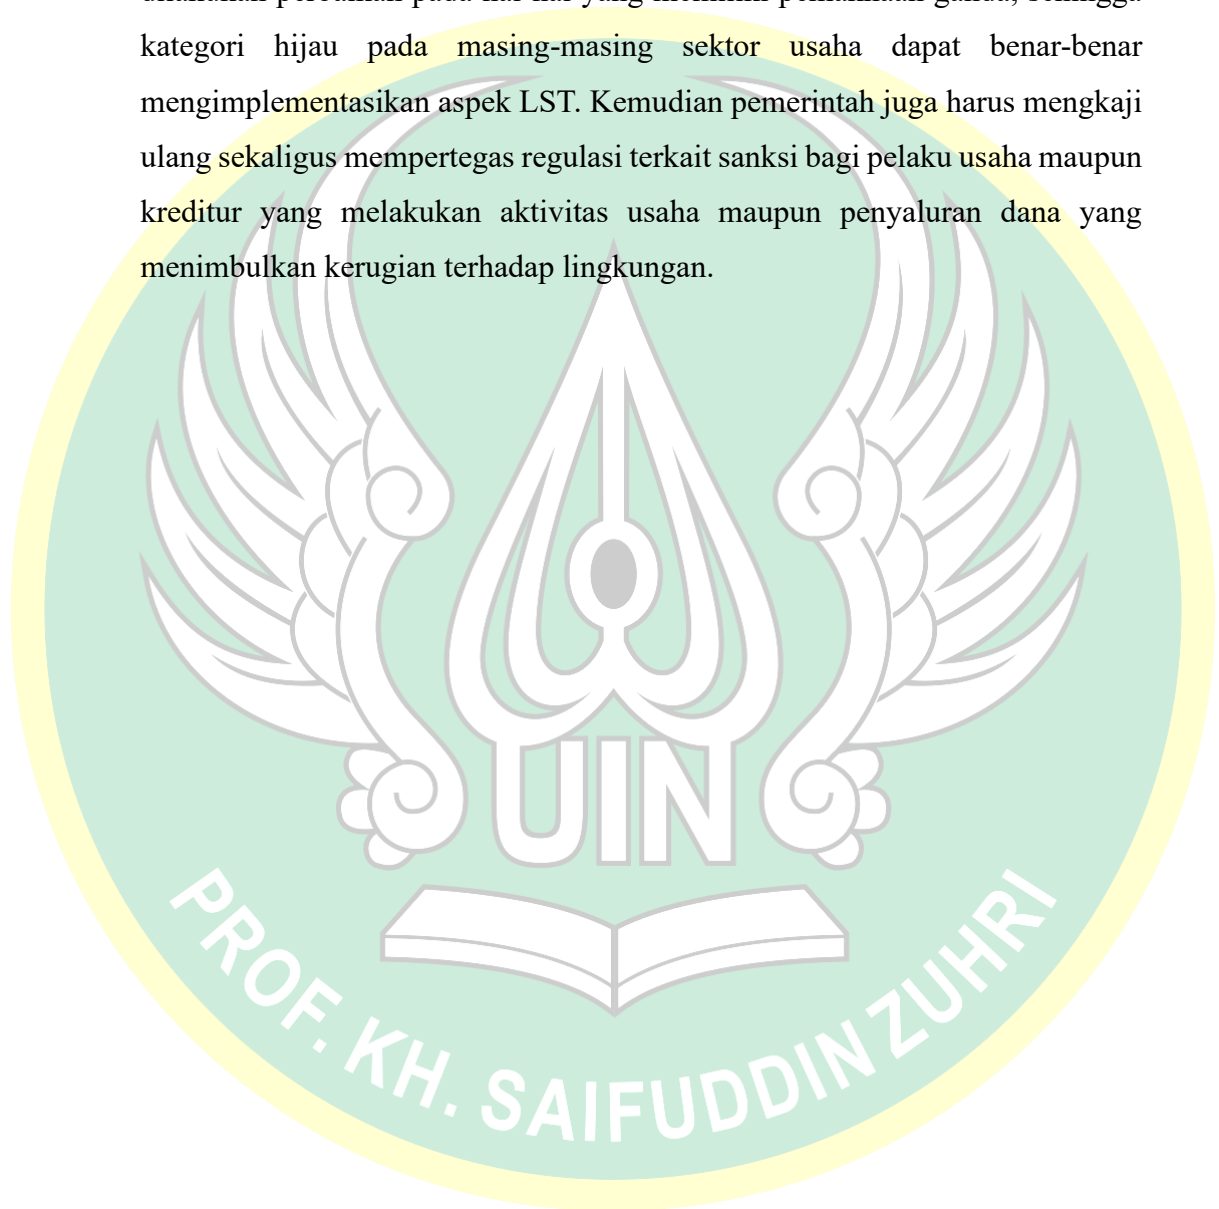 kategori hijau pada masing-masing sektor usaha dapat benar-benar
mengimplementasikan aspek LST. Kemudian pemerintah juga harus mengkaji
ulang sekaligus mempertegas regulasi terkait sanksi bagi pelaku usaha maupun
kreditur yang melakukan aktivitas usaha maupun penyaluran dana yang
menimbulkan kerugian terhadap lingkungan.
UIN
PROF. KH. SAIFUDDIN ZUHRI